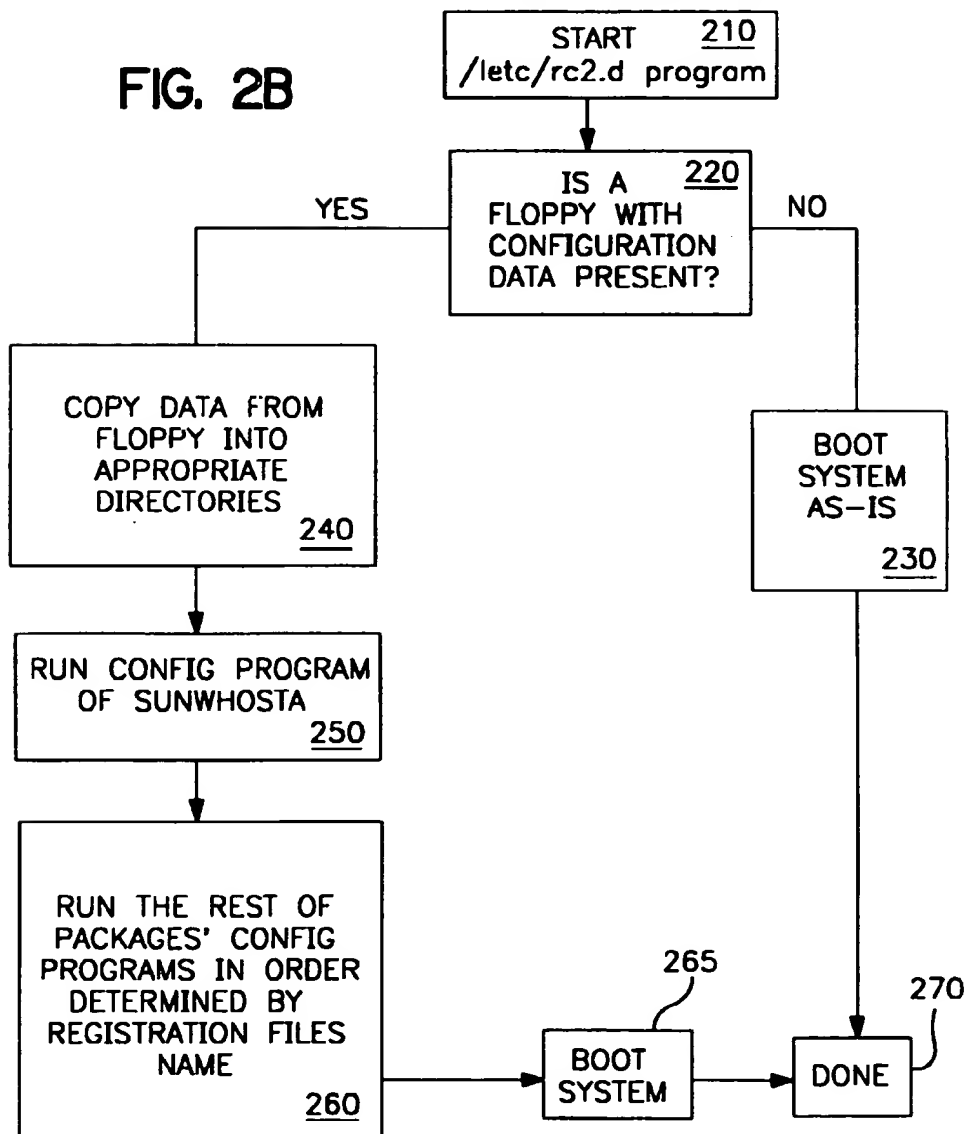 FIG. 2B
START 210
/letc/rc2.d program
220
IS A
FLOPPY WITH
CONFIGURATION
DATA PRESENT?
YES
NO
COPY DATA FROM
FLOPPY INTO
APPROPRIATE
DIRECTORIES
240
BOOT
SYSTEM
AS-IS
230
RUN CONFIG PROGRAM
OF SUNWHOSTA
250
RUN THE REST OF
PACKAGES' CONFIG
PROGRAMS IN ORDER
DETERMINED BY
REGISTRATION FILES
NAME
260
265
BOOT
SYSTEM
270
DONE